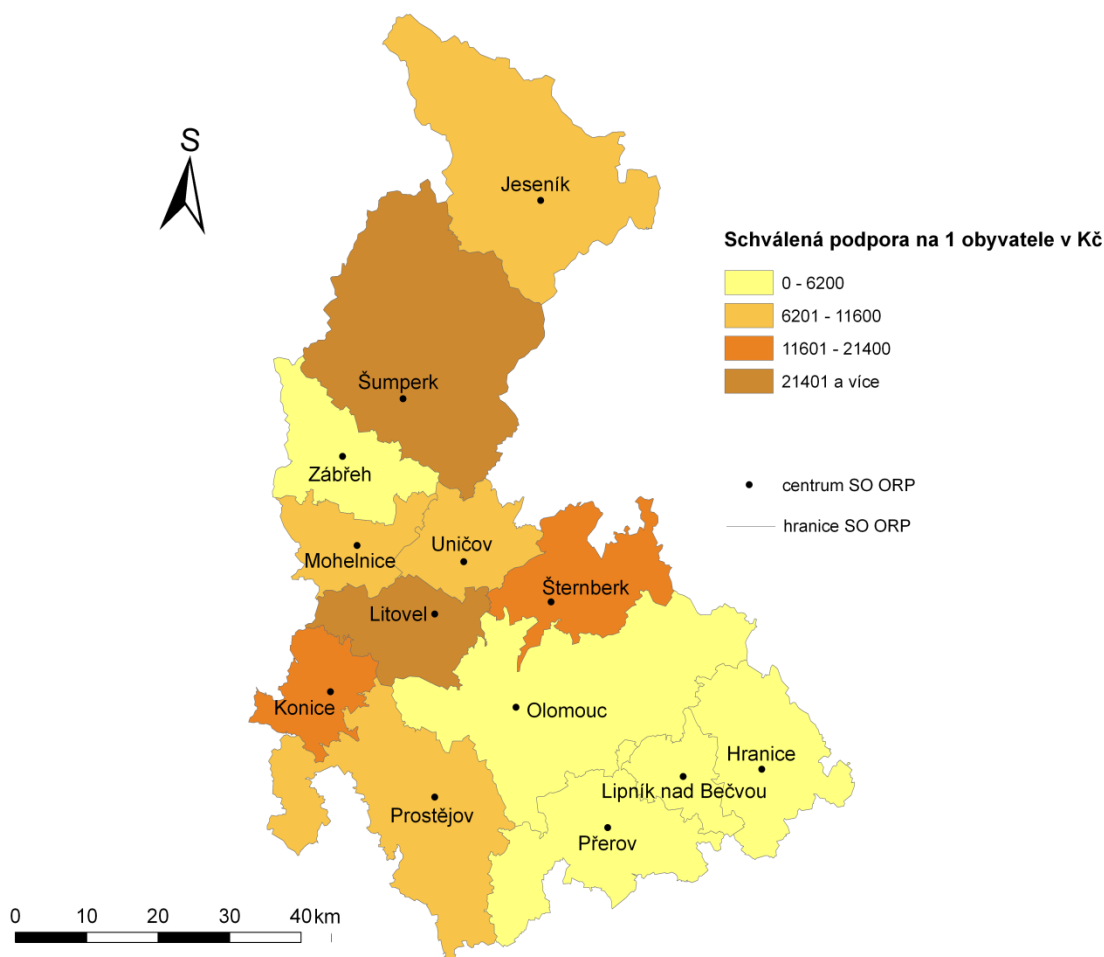 S
Jeseník
Schválená podpora na 1 obyvatele v Kč
0 - 6200
6201 - 11600
11601 - 21400
21401 a více
Šumperk
Zábřeh
centrum SO ORP
hranice SO ORP
Uničov
Mohelnice
Šternberk
Litovel
Konice
Olomouc
Hranice
Lipník nad Bečvou
Prostějov
Přerov
0 10 20 30 40 km